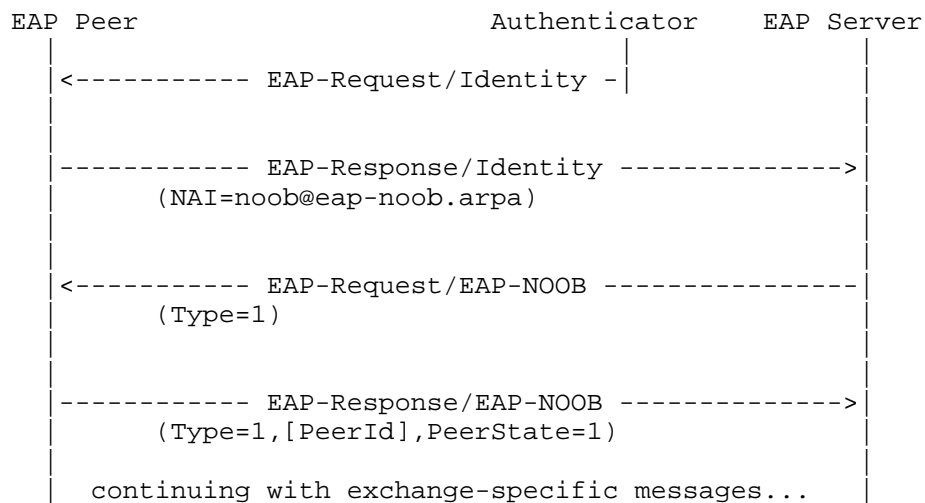 EAP Peer Authenticator EAP Server
<----------- EAP-Request/Identity -
------------ EAP-Response/Identity -------------->
(NAI=noob@eap-noob.arpa)
<----------- EAP-Request/EAP-NOOB ----------------
(Type=1)
------------ EAP-Response/EAP-NOOB -------------->
(Type=1,[PeerId],PeerState=1)
continuing with exchange-specific messages...